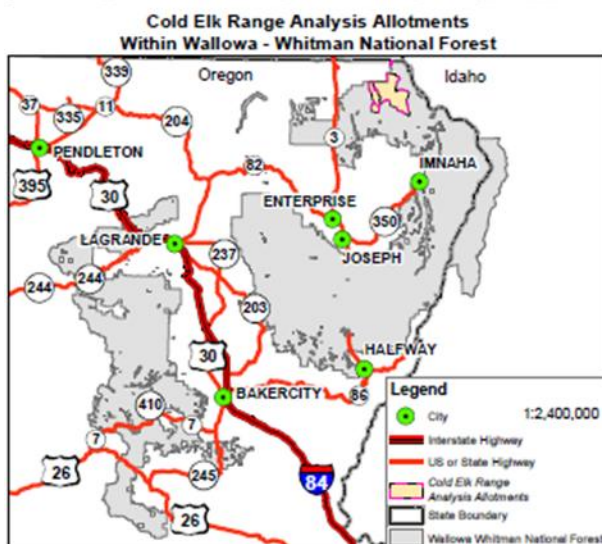 Cold Elk Range Analysis Allotments
Within Wallowa - Whitman National Forest
339
Oregon
Idaho
37
335
11
204
3
PENDLETON
395
30
82
IMNAHA
ENTERPRISE
350
LAGRANDE
237
JOSEPH
244
244
203
30
HALFWAY
BAKERCITY
86
410
7
7
26
245
84
26
Legend
City
1:2,400,000
Interstate Highway
US or State Highway
Cold Elk Range
Analysis Allotments
State Boundary
Wallowa Whitman National Forest